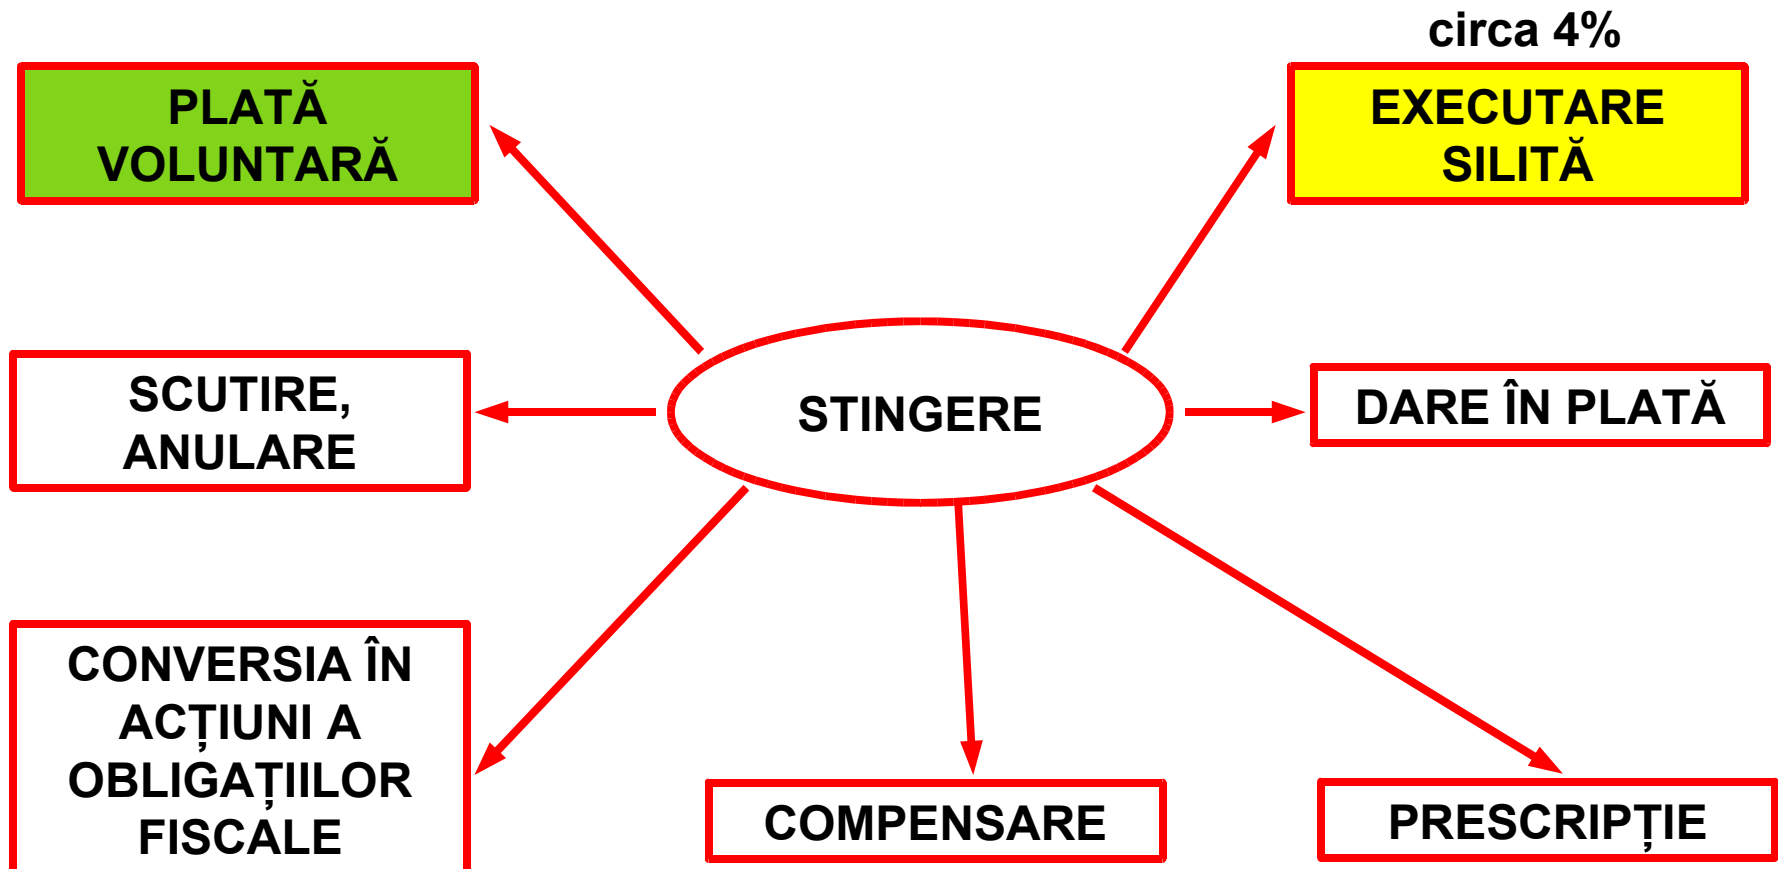 circa 4%
PLATĂ
VOLUNTARĂ
EXECUTARE
SILITĂ
SCUTIRE,
ANULARE
STINGERE
DARE ÎN PLATĂ
CONVERSIA ÎN
ACȚIUNI A
OBLIGAȚIILOR
FISCALE
COMPENSARE
PRESCRIPȚIE